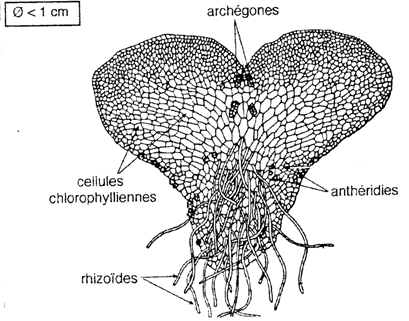 Ø < 1 cm
archégones
cellules
chlorophylliennes
anthéridies
rhizoïdes